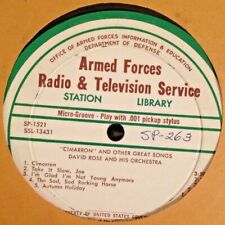 OFFICE OF ARMED FORCES INFORMATION & EDUCATION
DEPARTMENT OF DEFENSE
Armed Forces
Radio & Television Service
STATION LIBRARY
Micro-Groove - Play with .001 pickup stylus
SP-1521
SSL-13431
SP-263
"CIMARRON" AND OTHER GREAT SONGS
DAVID ROSE AND HIS ORCHESTRA
1. Cimarron
2. Take It Slow, Joe
3. I'm Glad I'm Not Young Anymore
4. The Sad, Sad Rocking Horse
5. Autumn Holiday